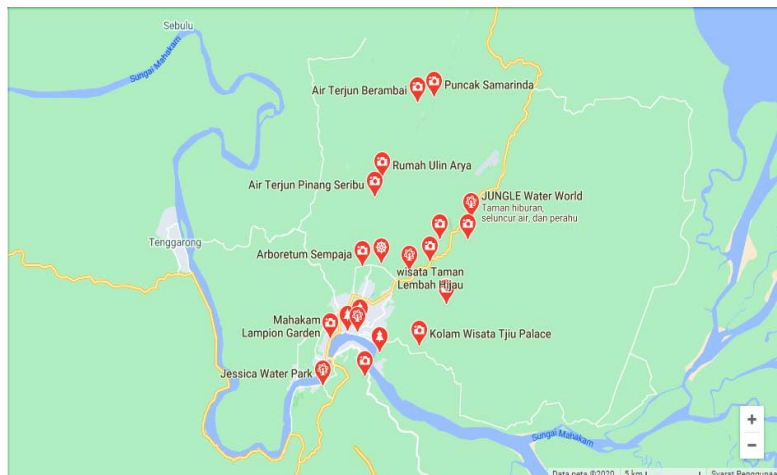 Sebulu
Sungai Mahakam
Air Terjun Berambai
Puncak Samarinda
Rumah Ulin Arya
Air Terjun Pinang Seribu
JUNGLE Water World
Taman hiburan,
seluncur air, dan perahu
Tenggarong
Arboretum Sempaja
wisata Taman
Lembah Hijau
Mahakam
Lampion Garden
Kolam Wisata Tjiu Palace
Jessica Water Park
+
−
Sungai Mahakam
Data peta ©2020 5 km Syarat Penggunaan